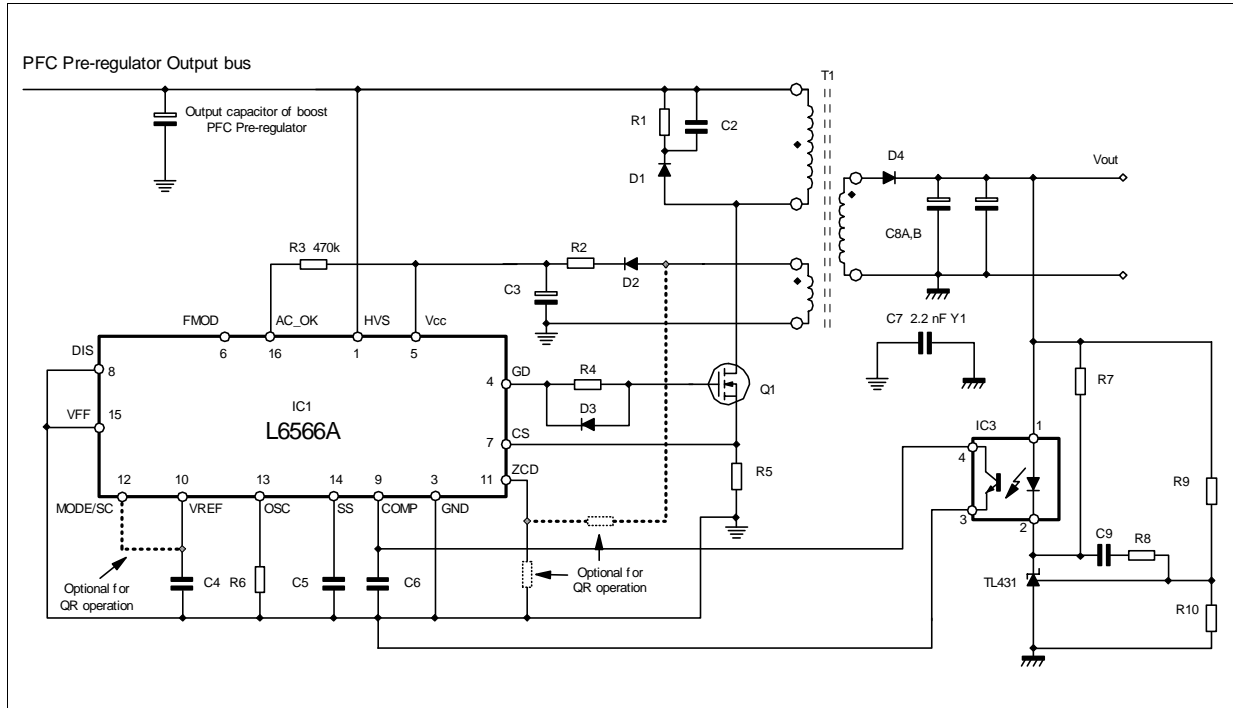 PFC Pre-regulator Output bus
T1
Output capacitor of boost
PFC Pre-regulator
R1
C2
D4
Vout
D1
C8A,B
R3 470k
R2
C3
D2
FMOD
AC_OK
HVS
Vcc
C7 2.2 nF Y1
DIS
6
16
1
5
8
4
GD
R4
Q1
R7
VFF
15
IC1
L6566A
D3
IC3
1
7
CS
4
11
ZCD
R5
R9
12
10
13
14
9
3
MODE/SC
VREF
OSC
SS
COMP
GND
3
2
C9
R8
Optional for
QR operation
C4
R6
C5
C6
Optional for
QR operation
TL431
R10